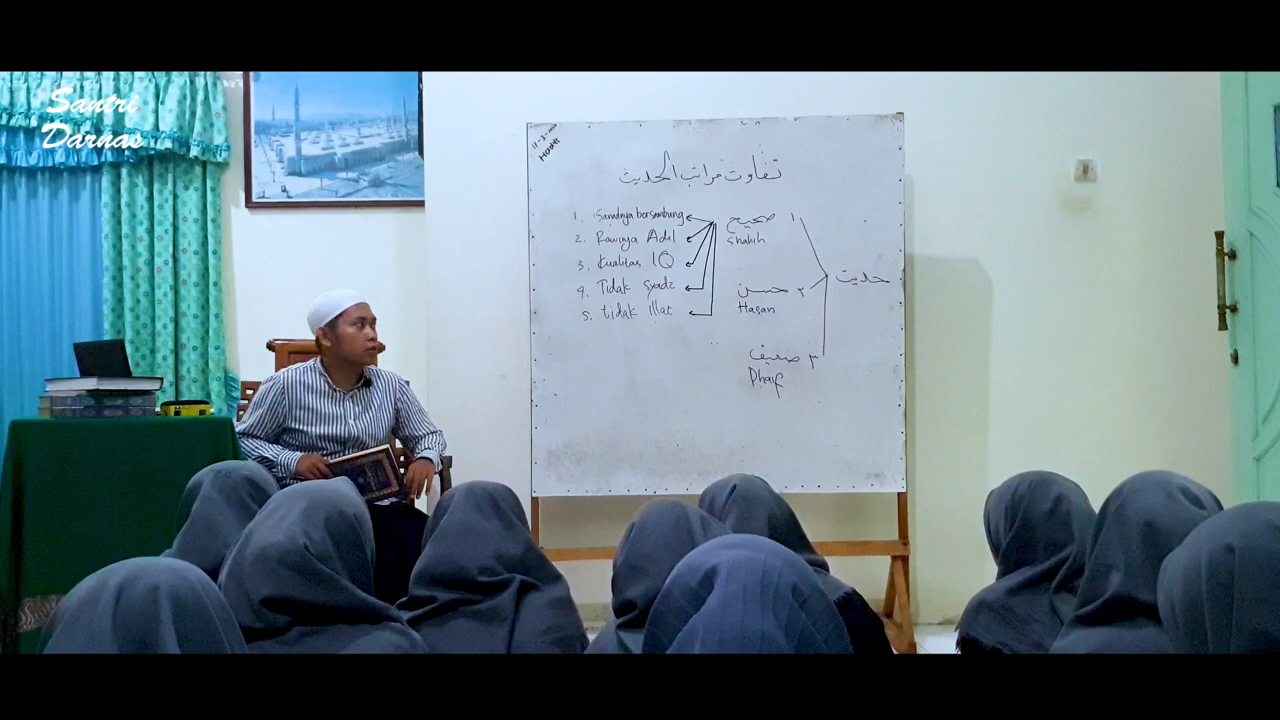 Santri
Darnas
تفاوت مراتب الحديث
حديث
١ صحيح
Shahih
1. Sanadnya bersambung
2. Rawinya Adil
3. Kualitas IQ
4. Tidak Syadz
5. tidak illat
٢ حسن
Hasan
٣ ضعيف
Dhaif